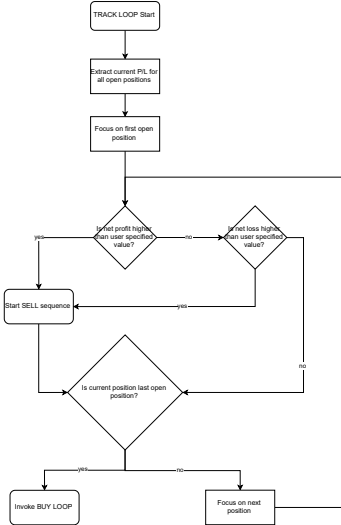 TRACK LOOP Start
Extract current P/L for
all open positions
Focus on first open
position
Is net profit higher
than user specified
value?
Is net loss higher
than user specified
value?
yes
no
Start SELL sequence
yes
no
Is current position last open
position?
yes
no
Invoke BUY LOOP
Focus on next
position